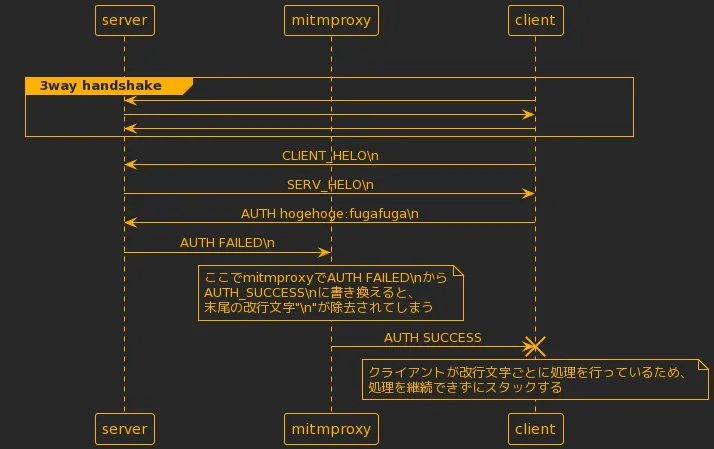 server mitmproxy client
3way handshake
CLIENT_HELO\n
SERV_HELO\n
AUTH hogehoge:fugafuga\n
AUTH FAILED\n
ここでmitmproxyでAUTH FAILED\nから
AUTH_SUCCESS\nに書き換えると、
末尾の改行文字"\n"が除去されてしまう
AUTH SUCCESS
クライアントが改行文字ごとに処理を行っているため、
処理を継続できずにスタックする
server mitmproxy client